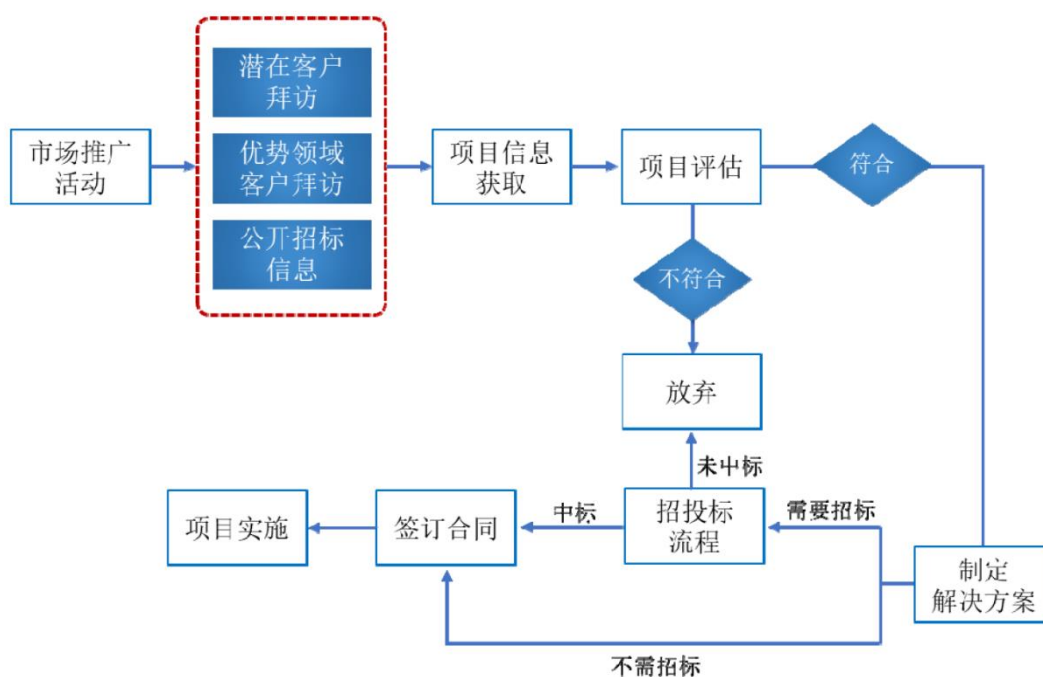 潜在客户
拜访
市场推广
活动
优势领域
客户拜访
公开招标
信息
项目信息
获取
项目评估
符合
不符合
放弃
未中标
项目实施
签订合同
中标
招投标
流程
需要招标
制定
解决方案
不需招标